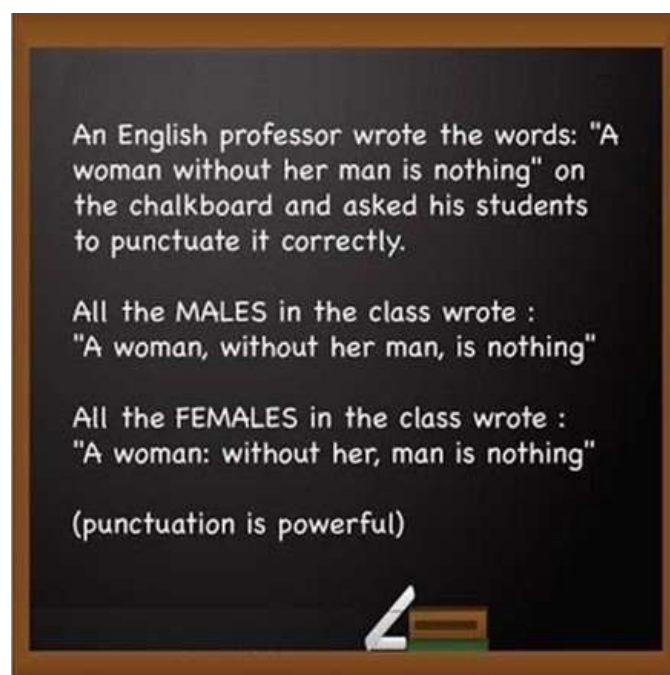 An English professor wrote the words: "A
woman without her man is nothing" on
the chalkboard and asked his students
to punctuate it correctly.
All the MALES in the class wrote :
"A woman, without her man, is nothing"
All the FEMALES in the class wrote :
"A woman: without her, man is nothing"
(punctuation is powerful)